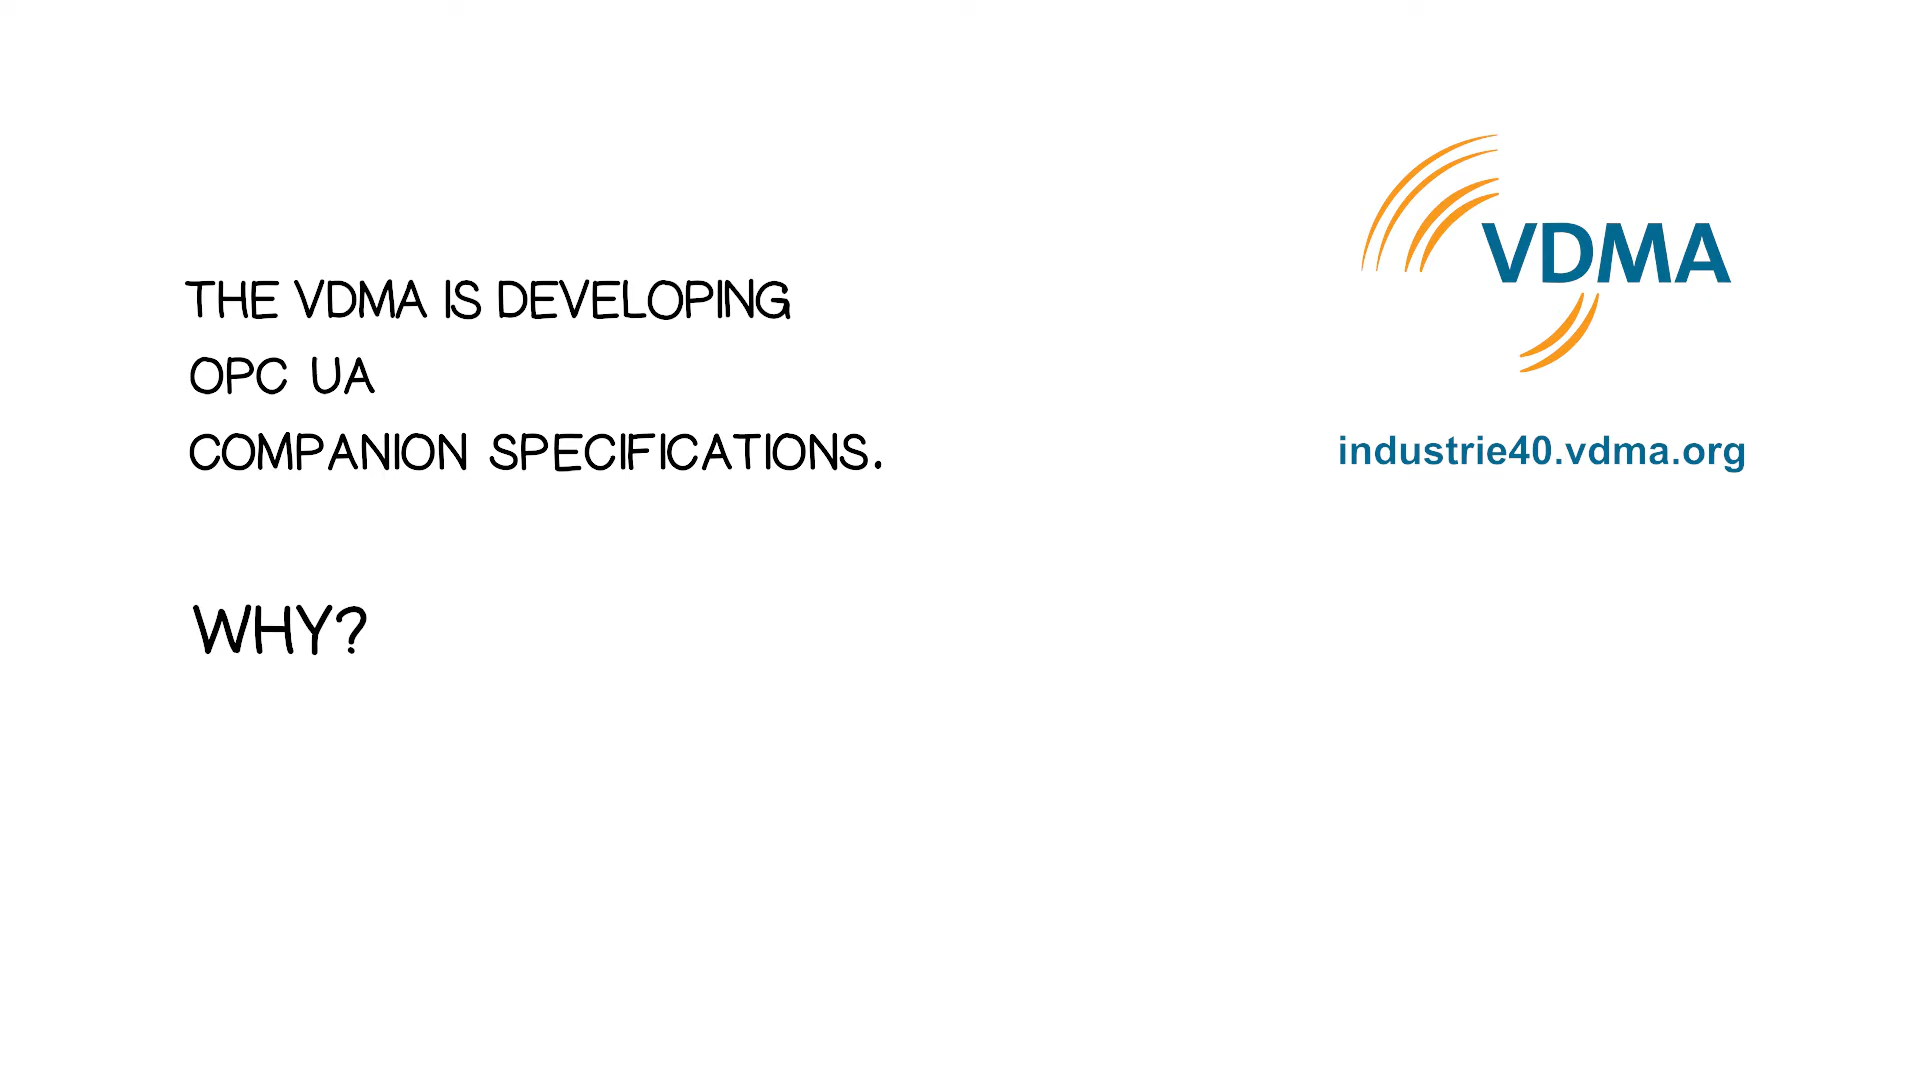 THE VDMA IS DEVELOPING
OPC UA
COMPANION SPECIFICATIONS.
WHY?
VDMA
industrie40.vdma.org